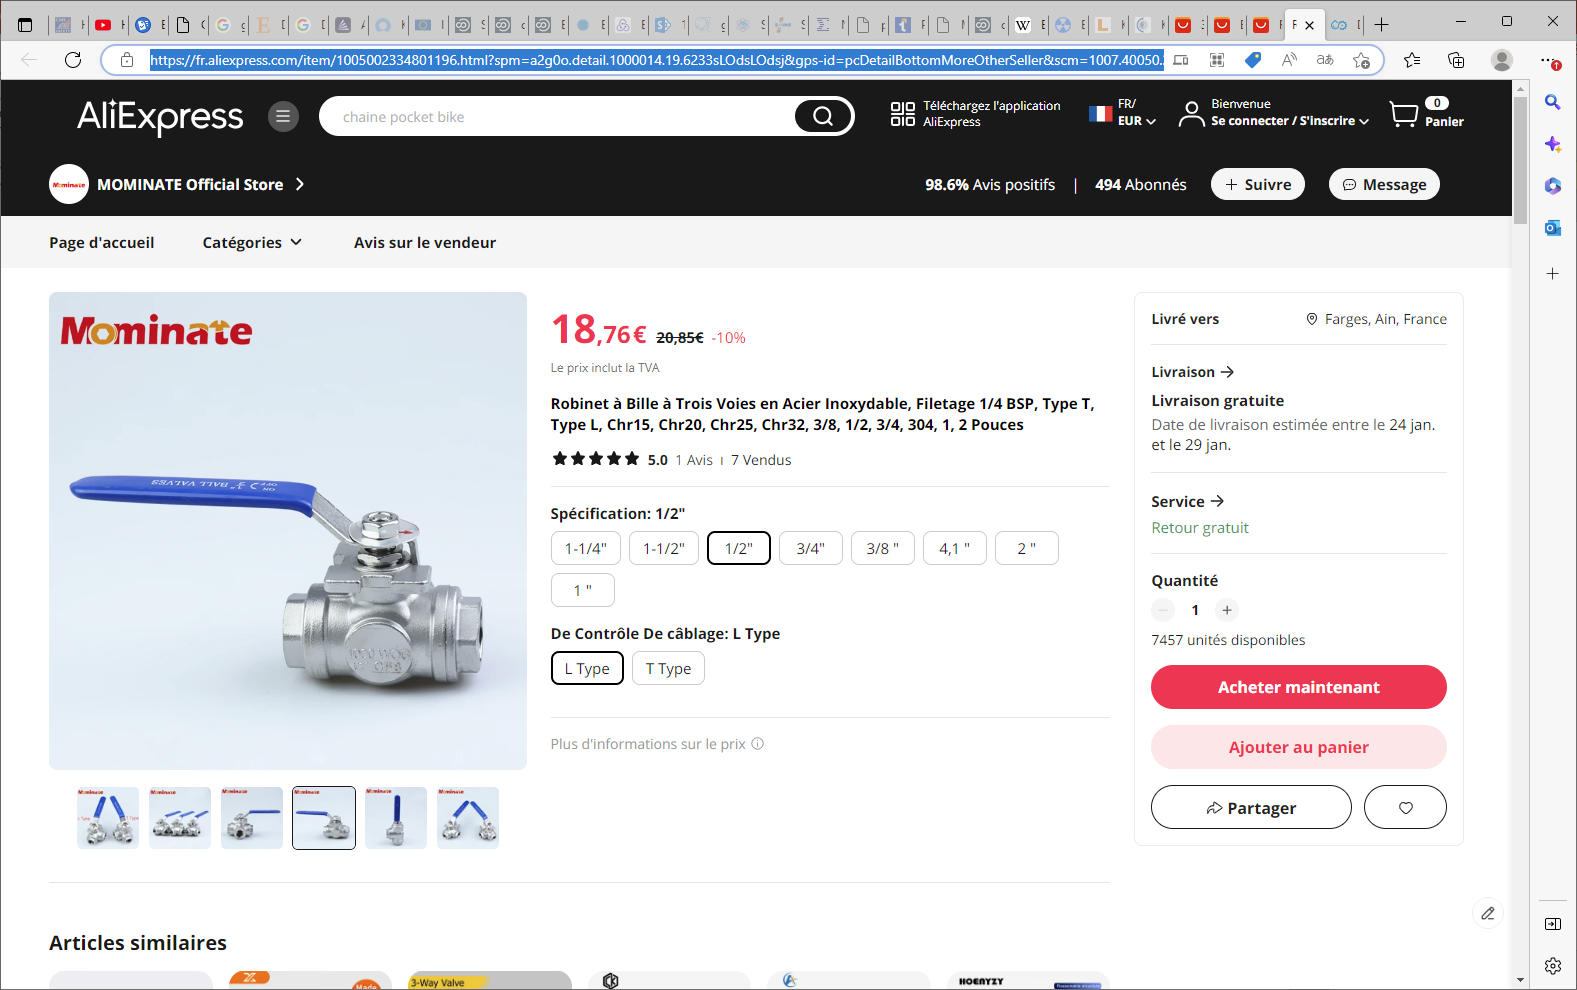 https://fr.aliexpress.com/item/1005002334801196.html?spm=a2g0o.detail.1000014.19.6233sLOdsLOdsj&gps-id=pcDetailBottomMoreOtherSeller&scm=1007.40050.
AliExpress
chaine pocket bike
Téléchargez l'application
AliExpress
FR/
EUR
Bienvenue
Se connecter / S'inscrire
0
Panier
Mominate
MOMINATE Official Store
98.6% Avis positifs | 494 Abonnés
+ Suivre
Message
Page d'accueil
Catégories
Avis sur le vendeur
Mominate
18,76€ 20,85€ -10%
Le prix inclut la TVA
Robinet à Bille à Trois Voies en Acier Inoxydable, Filetage 1/4 BSP, Type T,
Type L, Chr15, Chr20, Chr25, Chr32, 3/8, 1/2, 3/4, 304, 1, 2 Pouces
5.0 1 Avis 7 Vendus
Spécification: 1/2"
1-1/4"
1-1/2"
1/2"
3/4"
3/8 "
4,1 "
2 "
1 "
De Contrôle De câblage: L Type
L Type
T Type
Plus d'informations sur le prix
Livré vers
Farges, Ain, France
Livraison
Livraison gratuite
Date de livraison estimée entre le 24 jan.
et le 29 jan.
Service
Retour gratuit
Quantité
1
7457 unités disponibles
Acheter maintenant
Ajouter au panier
Partager
Articles similaires
3-Way Valve
Made
CK
HOENYZY